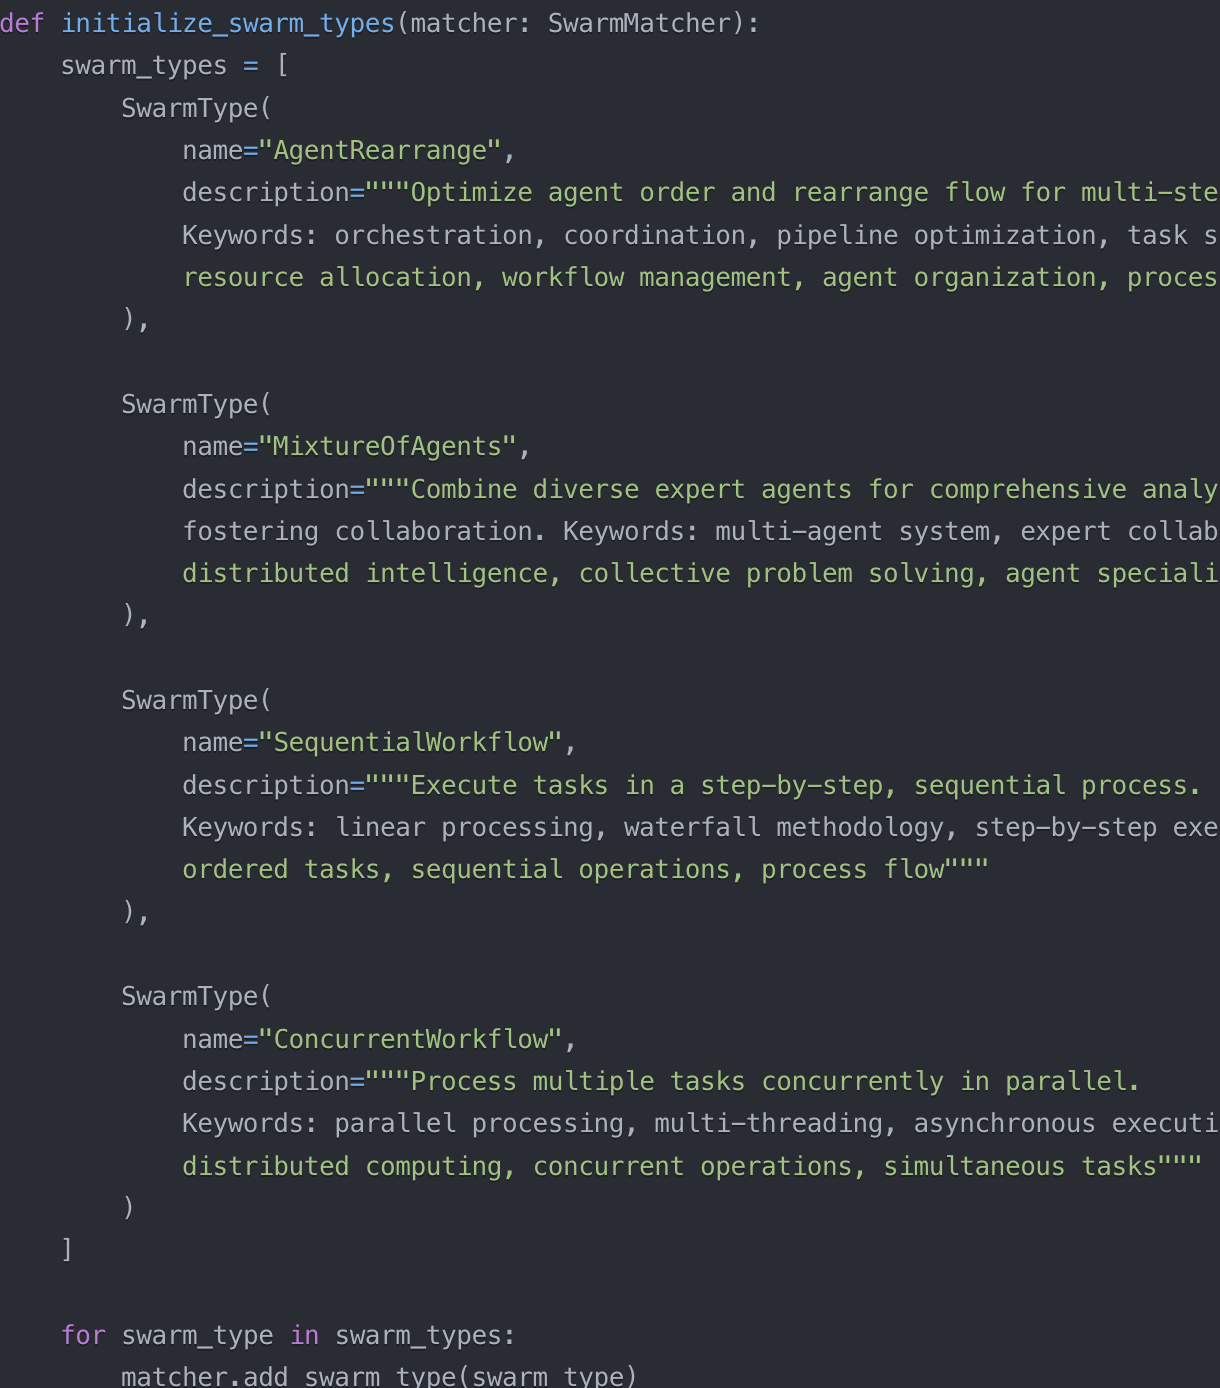 def initialize_swarm_types(matcher: SwarmMatcher):
    swarm_types = [
        SwarmType(
            name="AgentRearrange",
            description="""Optimize agent order and rearrange flow for multi-ste
            Keywords: orchestration, coordination, pipeline optimization, task s
            resource allocation, workflow management, agent organization, proces
        ),

        SwarmType(
            name="MixtureOfAgents",
            description="""Combine diverse expert agents for comprehensive analy
            fostering collaboration. Keywords: multi-agent system, expert collab
            distributed intelligence, collective problem solving, agent speciali
        ),

        SwarmType(
            name="SequentialWorkflow",
            description="""Execute tasks in a step-by-step, sequential process.
            Keywords: linear processing, waterfall methodology, step-by-step exe
            ordered tasks, sequential operations, process flow"""
        ),

        SwarmType(
            name="ConcurrentWorkflow",
            description="""Process multiple tasks concurrently in parallel.
            Keywords: parallel processing, multi-threading, asynchronous executi
            distributed computing, concurrent operations, simultaneous tasks"""
        )
    ]

    for swarm_type in swarm_types:
        matcher.add_swarm_type(swarm_type)